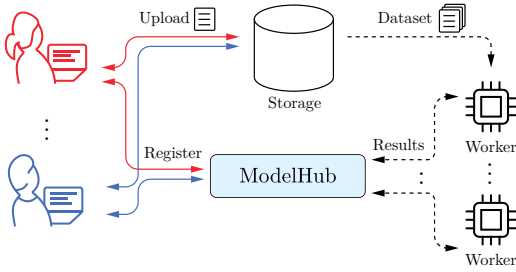 Upload
Dataset
Storage
Worker
Register
Results
ModelHub
Worker